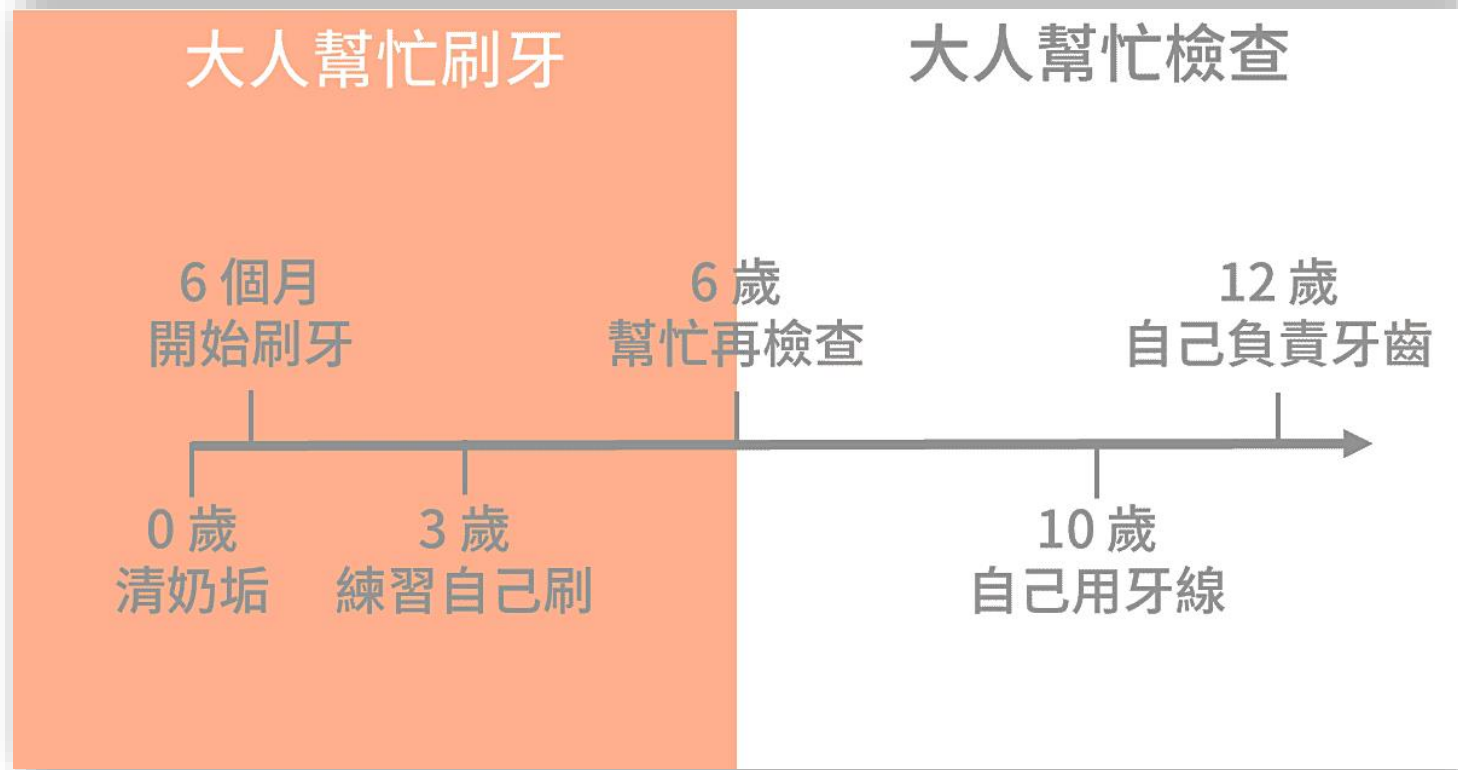 大人幫忙刷牙
大人幫忙檢查
6 個月
開始刷牙
6 歲
幫忙再檢查
12 歲
自己負責牙齒
0 歲
清奶垢
3 歲
練習自己刷
10 歲
自己用牙線